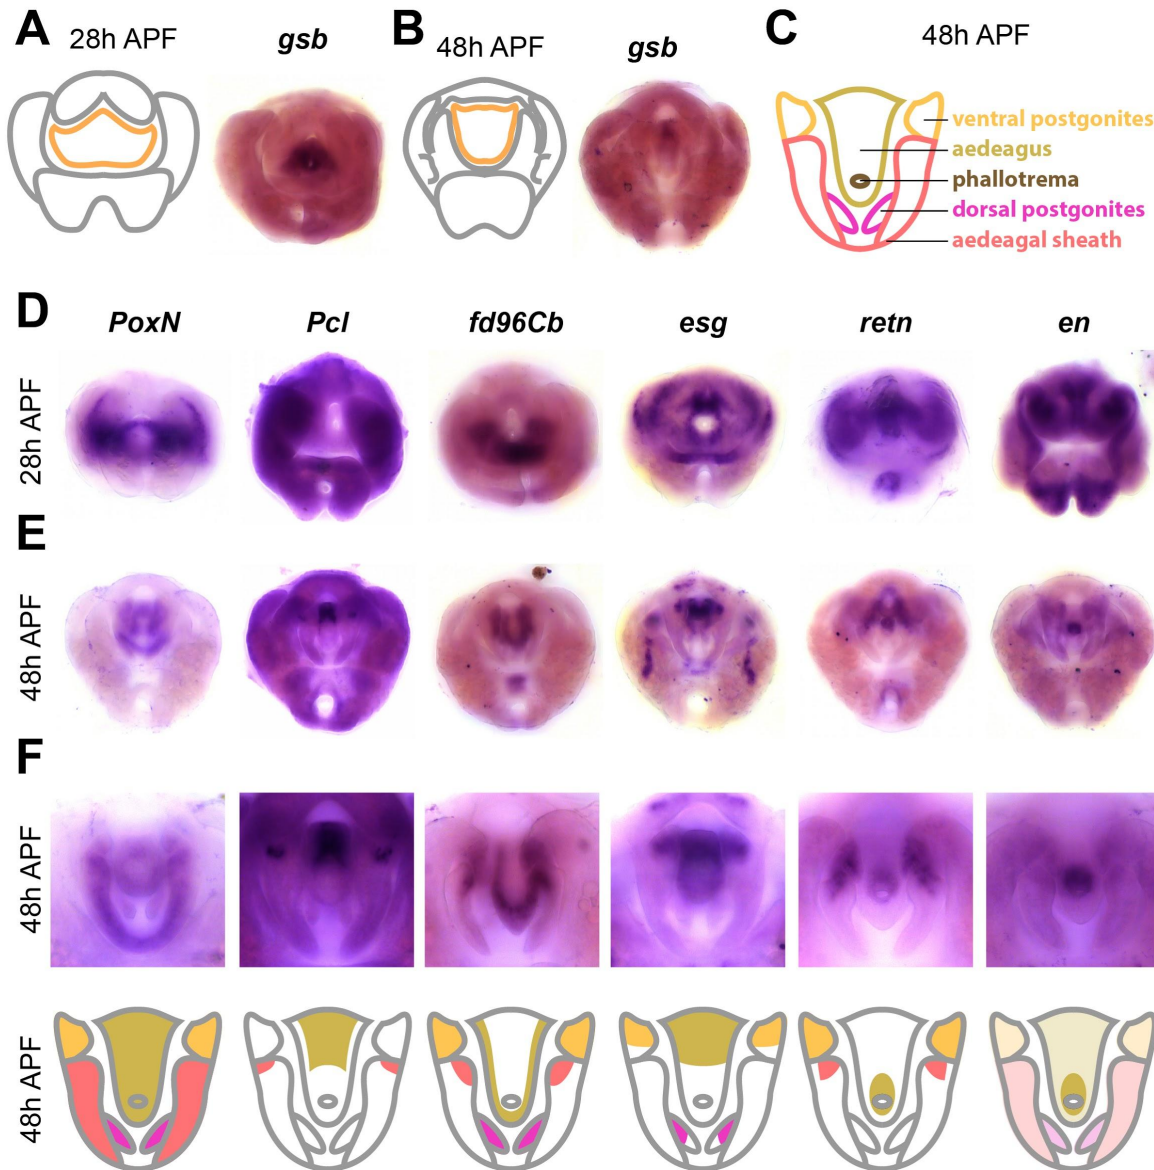 A
28h APF
gsb
B
48h APF
gsb
C
48h APF
ventral postgonites
aedeagus
phallotrema
dorsal postgonites
aedeagal sheath
D
PoxN
Pcl
fd96Cb
esg
retn
en
28h APF
E
48h APF
F
48h APF
48h APF